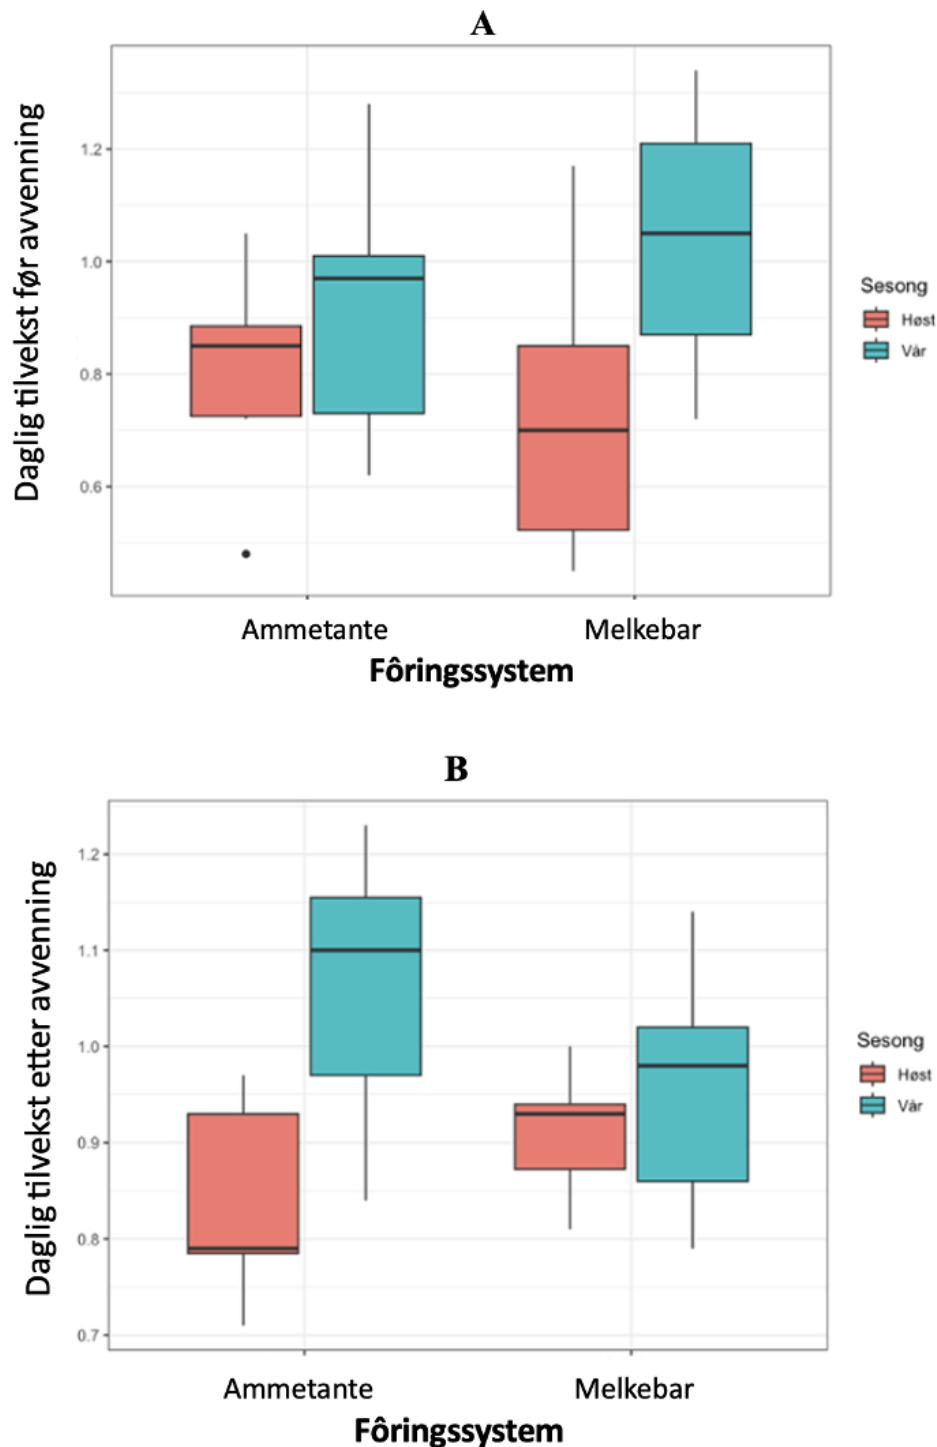 A
Daglig tilvekst før avvenning
1.2
1.0
0.8
0.6
Ammetante
Melkebar
Fôringssystem
Sesong
Høst
Vår
B
Daglig tilvekst etter avvenning
1.2
1.1
1.0
0.9
0.8
0.7
Ammetante
Melkebar
Fôringssystem
Sesong
Høst
Vår